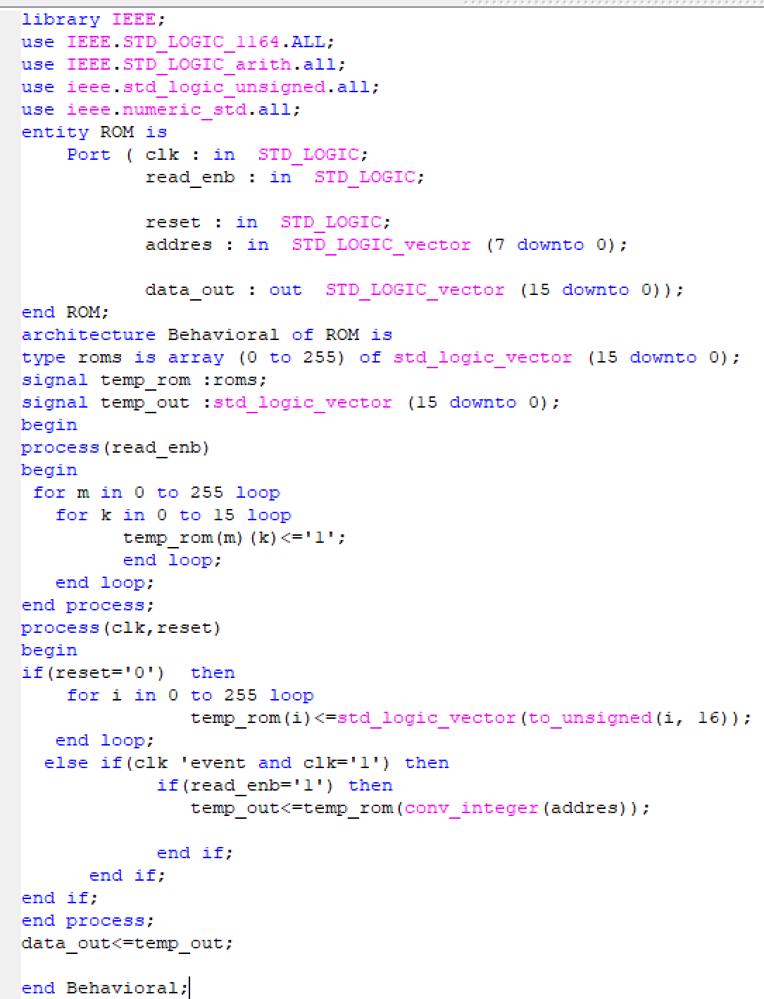 library IEEE;
use IEEE.STD_LOGIC_1164.ALL;
use IEEE.STD_LOGIC_arith.all;
use ieee.std_logic_unsigned.all;
use ieee.numeric_std.all;
entity ROM is
    Port ( clk : in  STD_LOGIC;
           read_enb : in  STD_LOGIC;
           reset : in  STD_LOGIC;
           addres : in  STD_LOGIC_vector (7 downto 0);
           data_out : out  STD_LOGIC_vector (15 downto 0));
end ROM;
architecture Behavioral of ROM is
type roms is array (0 to 255) of std_logic_vector (15 downto 0);
signal temp_rom :roms;
signal temp_out :std_logic_vector (15 downto 0);
begin
process(read_enb)
begin
 for m in 0 to 255 loop
   for k in 0 to 15 loop
         temp_rom(m)(k)<='1';
         end loop;
   end loop;
end process;
process(clk,reset)
begin
if(reset='0')  then
    for i in 0 to 255 loop
               temp_rom(i)<=std_logic_vector(to_unsigned(i, 16));
   end loop;
  else if(clk 'event and clk='1') then
            if(read_enb='1') then
               temp_out<=temp_rom(conv_integer(addres));
            end if;
      end if;
end if;
end process;
data_out<=temp_out;
end Behavioral;